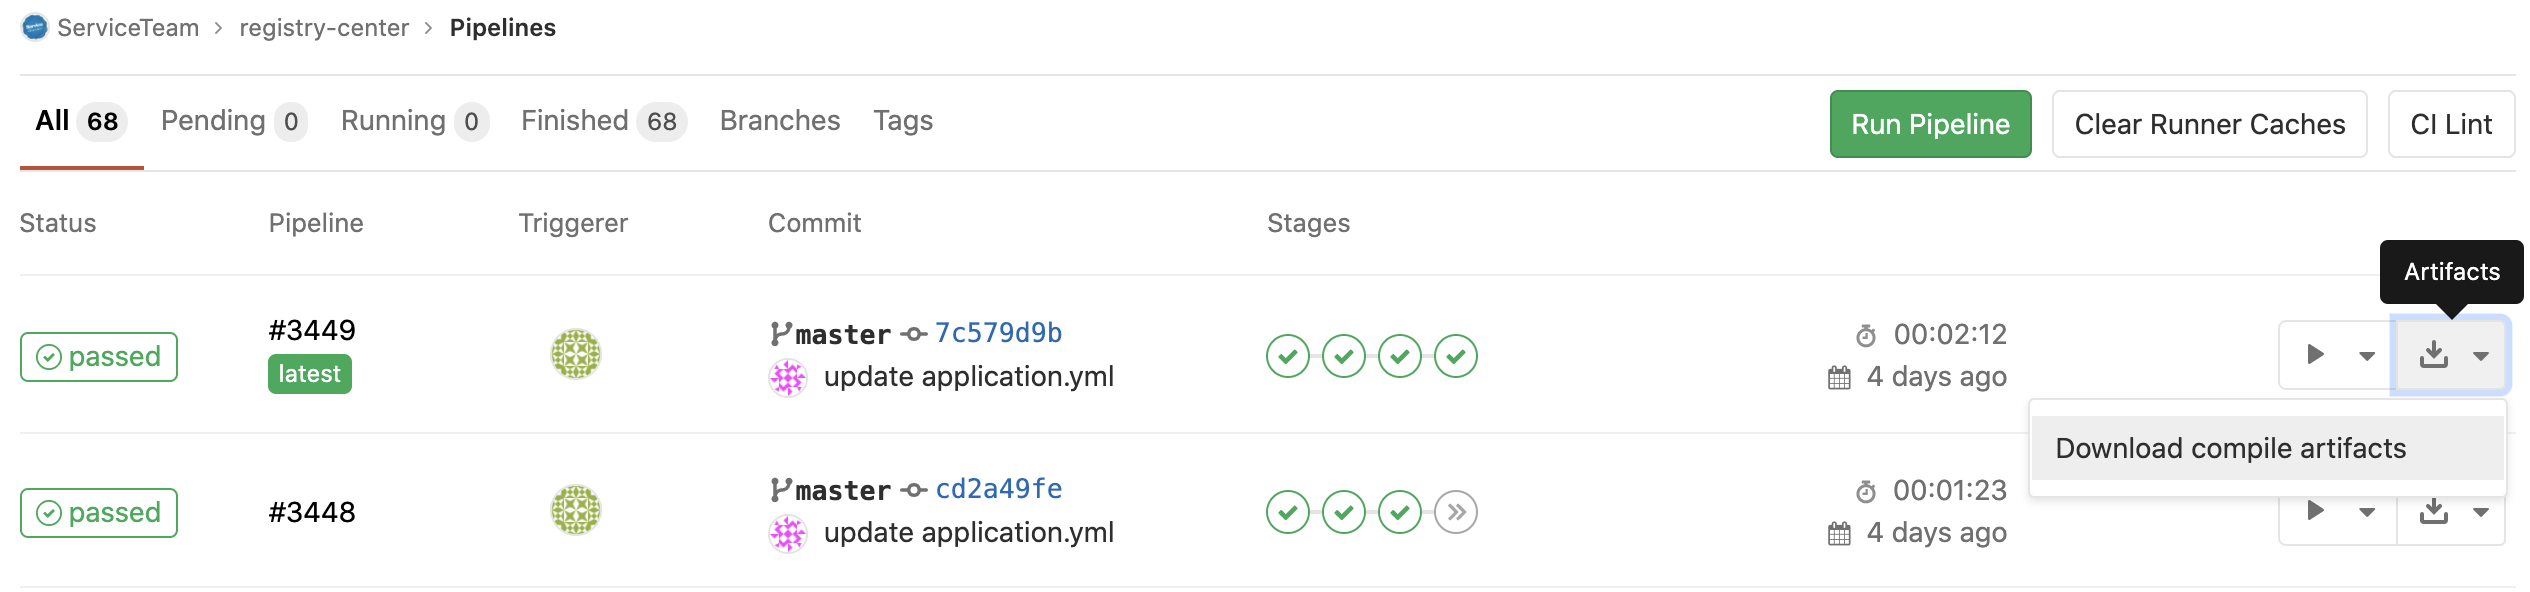 ServiceTeam > registry-center > Pipelines
All 68 Pending 0 Running 0 Finished 68 Branches Tags
Run Pipeline Clear Runner Caches CI Lint
Status Pipeline Triggerer Commit Stages
Artifacts
passed #3449 master 7c579d9b 00:02:12
latest update application.yml 4 days ago
Download compile artifacts
passed #3448 master cd2a49fe 00:01:23
update application.yml 4 days ago